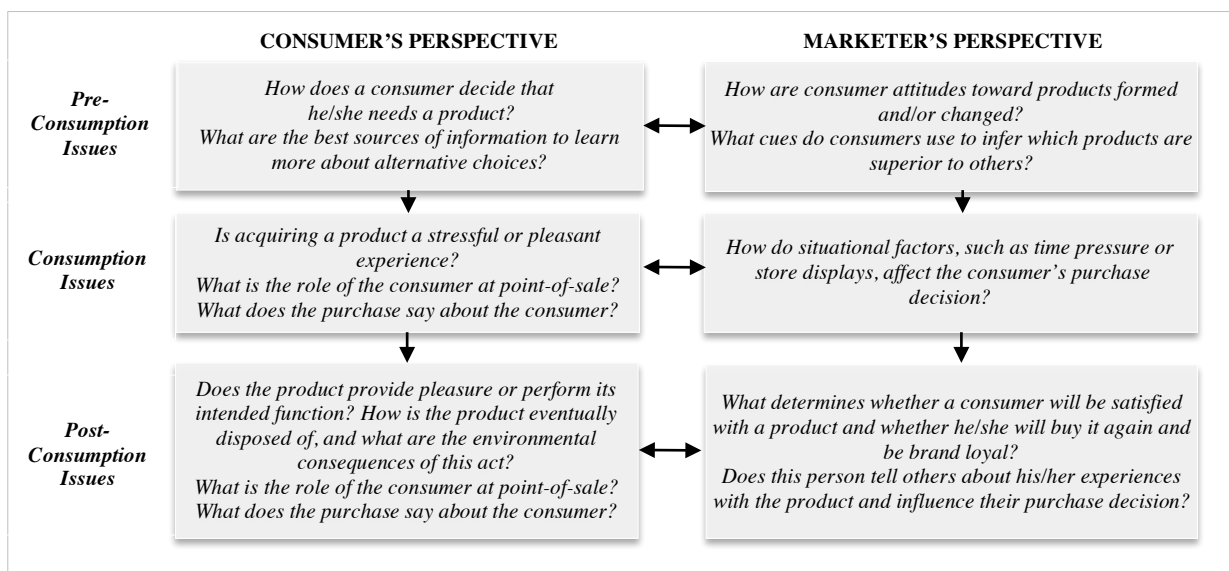 CONSUMER’S PERSPECTIVE
MARKETER’S PERSPECTIVE
Pre-
Consumption
Issues
How does a consumer decide that
he/she needs a product?
What are the best sources of information to learn
more about alternative choices?
How are consumer attitudes toward products formed
and/or changed?
What cues do consumers use to infer which products are
superior to others?
Consumption
Issues
Is acquiring a product a stressful or pleasant
experience?
What is the role of the consumer at point-of-sale?
What does the purchase say about the consumer?
How do situational factors, such as time pressure or
store displays, affect the consumer’s purchase
decision?
Post-
Consumption
Issues
Does the product provide pleasure or perform its
intended function? How is the product eventually
disposed of, and what are the environmental
consequences of this act?
What is the role of the consumer at point-of-sale?
What does the purchase say about the consumer?
What determines whether a consumer will be satisfied
with a product and whether he/she will buy it again and
be brand loyal?
Does this person tell others about his/her experiences
with the product and influence their purchase decision?